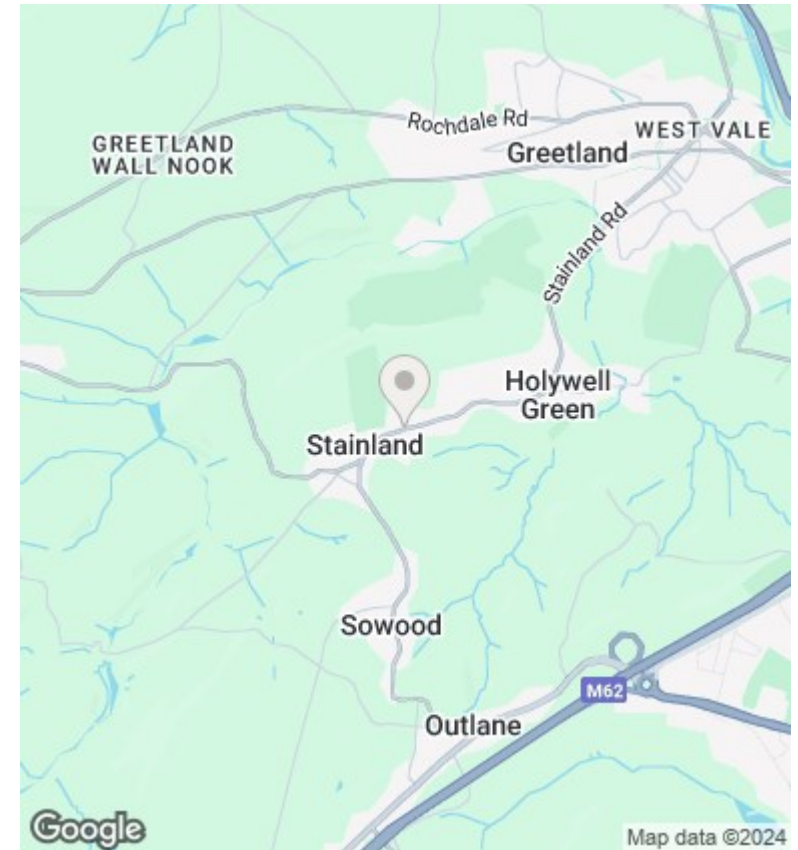 Rochdale Rd
GREETLAND
WALL NOOK
WEST VALE
Greetland
Stainland Rd
Holywell
Green
Stainland
Sowood
M62
Outlane
Google
Map data ©2024